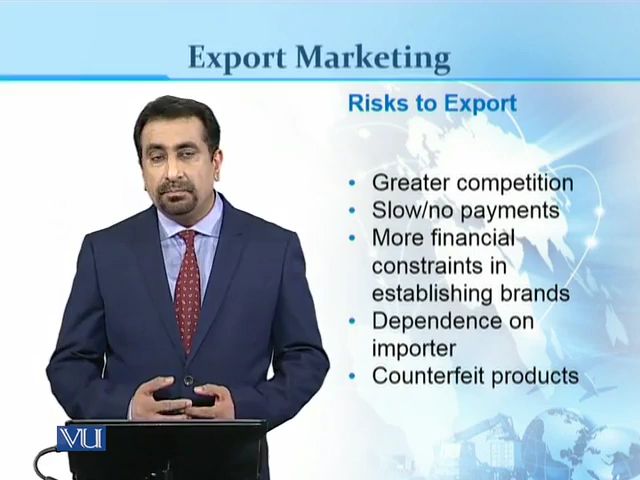 Export Marketing
Risks to Export
• Greater competition
• Slow/no payments
• More financial
constraints in
establishing brands
• Dependence on
importer
• Counterfeit products
VU